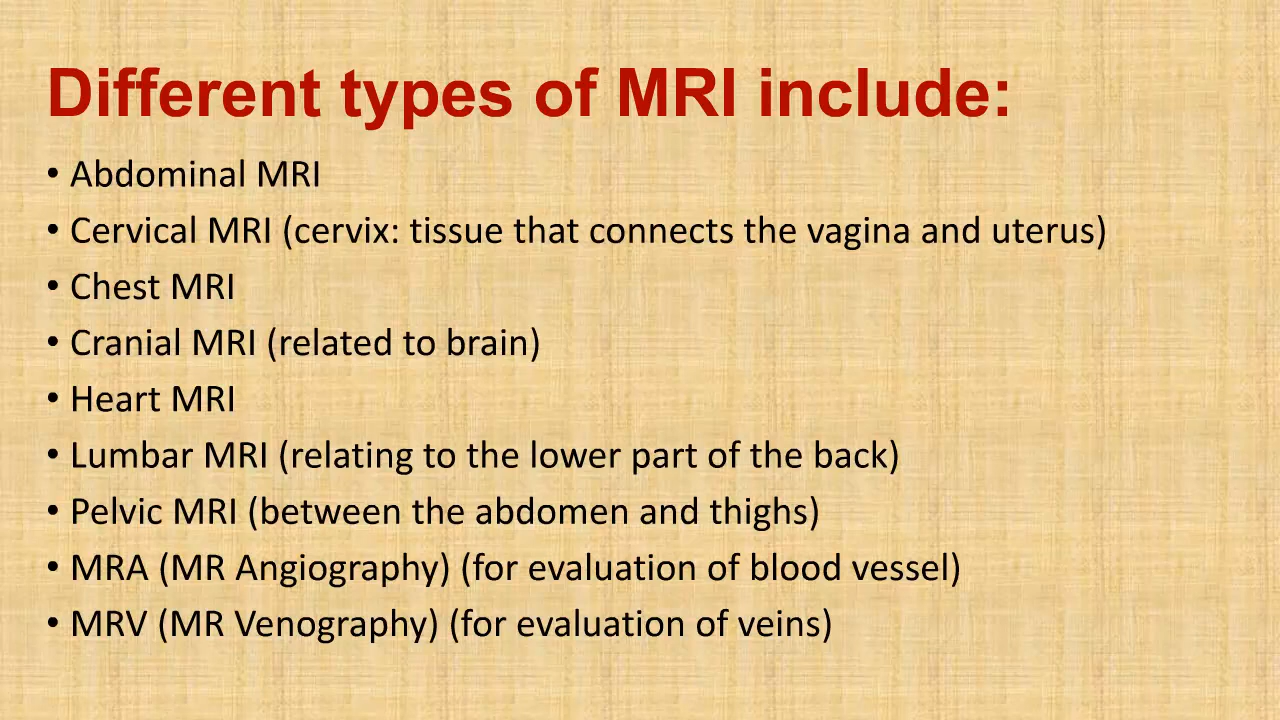 Different types of MRI include:
• Abdominal MRI
• Cervical MRI (cervix: tissue that connects the vagina and uterus)
• Chest MRI
• Cranial MRI (related to brain)
• Heart MRI
• Lumbar MRI (relating to the lower part of the back)
• Pelvic MRI (between the abdomen and thighs)
• MRA (MR Angiography) (for evaluation of blood vessel)
• MRV (MR Venography) (for evaluation of veins)